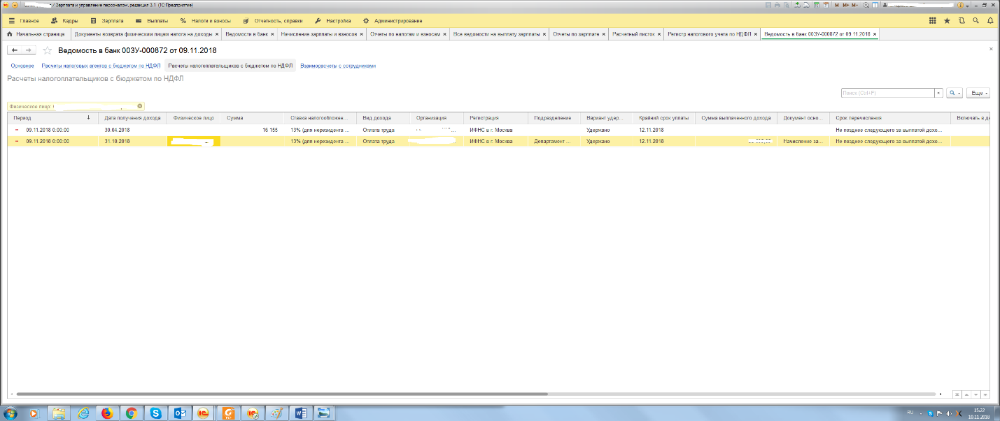 / Зарплата и управление персоналом, редакция 3.1 (1С:Предприятие)
M M+ M-
Главное Кадры Зарплата Выплаты Налоги и взносы Отчетность, справки Настройка Администрирование
Начальная страница Документы возврата физическим лицам налога на доходы × Ведомости в банк × Начисление зарплаты и взносов × Отчеты по налогам и взносам × Все ведомости на выплату зарплаты × Отчеты по зарплате × Расчетный листок × Регистр налогового учета по НДФЛ × Ведомость в банк 00ЗУ-000872 от 09.11.2018 ×
Ведомость в банк 00ЗУ-000872 от 09.11.2018
Основное Расчеты налоговых агентов с бюджетом по НДФЛ Расчеты налогоплательщиков с бюджетом по НДФЛ Взаиморасчеты с сотрудниками
Расчеты налогоплательщиков с бюджетом по НДФЛ
Поиск (Ctrl+F) × Еще
Физическое лицо:
Период Дата получения дохода Физическое лицо Сумма Ставка налогообложен... Вид дохода Организация Регистрация Подразделение Вариант удер... Крайний срок уплаты Сумма выплаченного дохода Документ осно... Срок перечисления Включать в де
09.11.2018 0:00:00 30.04.2018 16 155 13% (для нерезидента ... Оплата труда ... ИФНС в г. Москва Удержано 12.11.2018 Не позднее следующего за выплатой дохо...
09.11.2018 0:00:00 31.10.2018 13% (для нерезидента ... Оплата труда ИФНС в г. Москва Департамент ... Удержано 12.11.2018 Начисление за... Не позднее следующего за выплатой дохо...
RU 15:22
10.11.2018